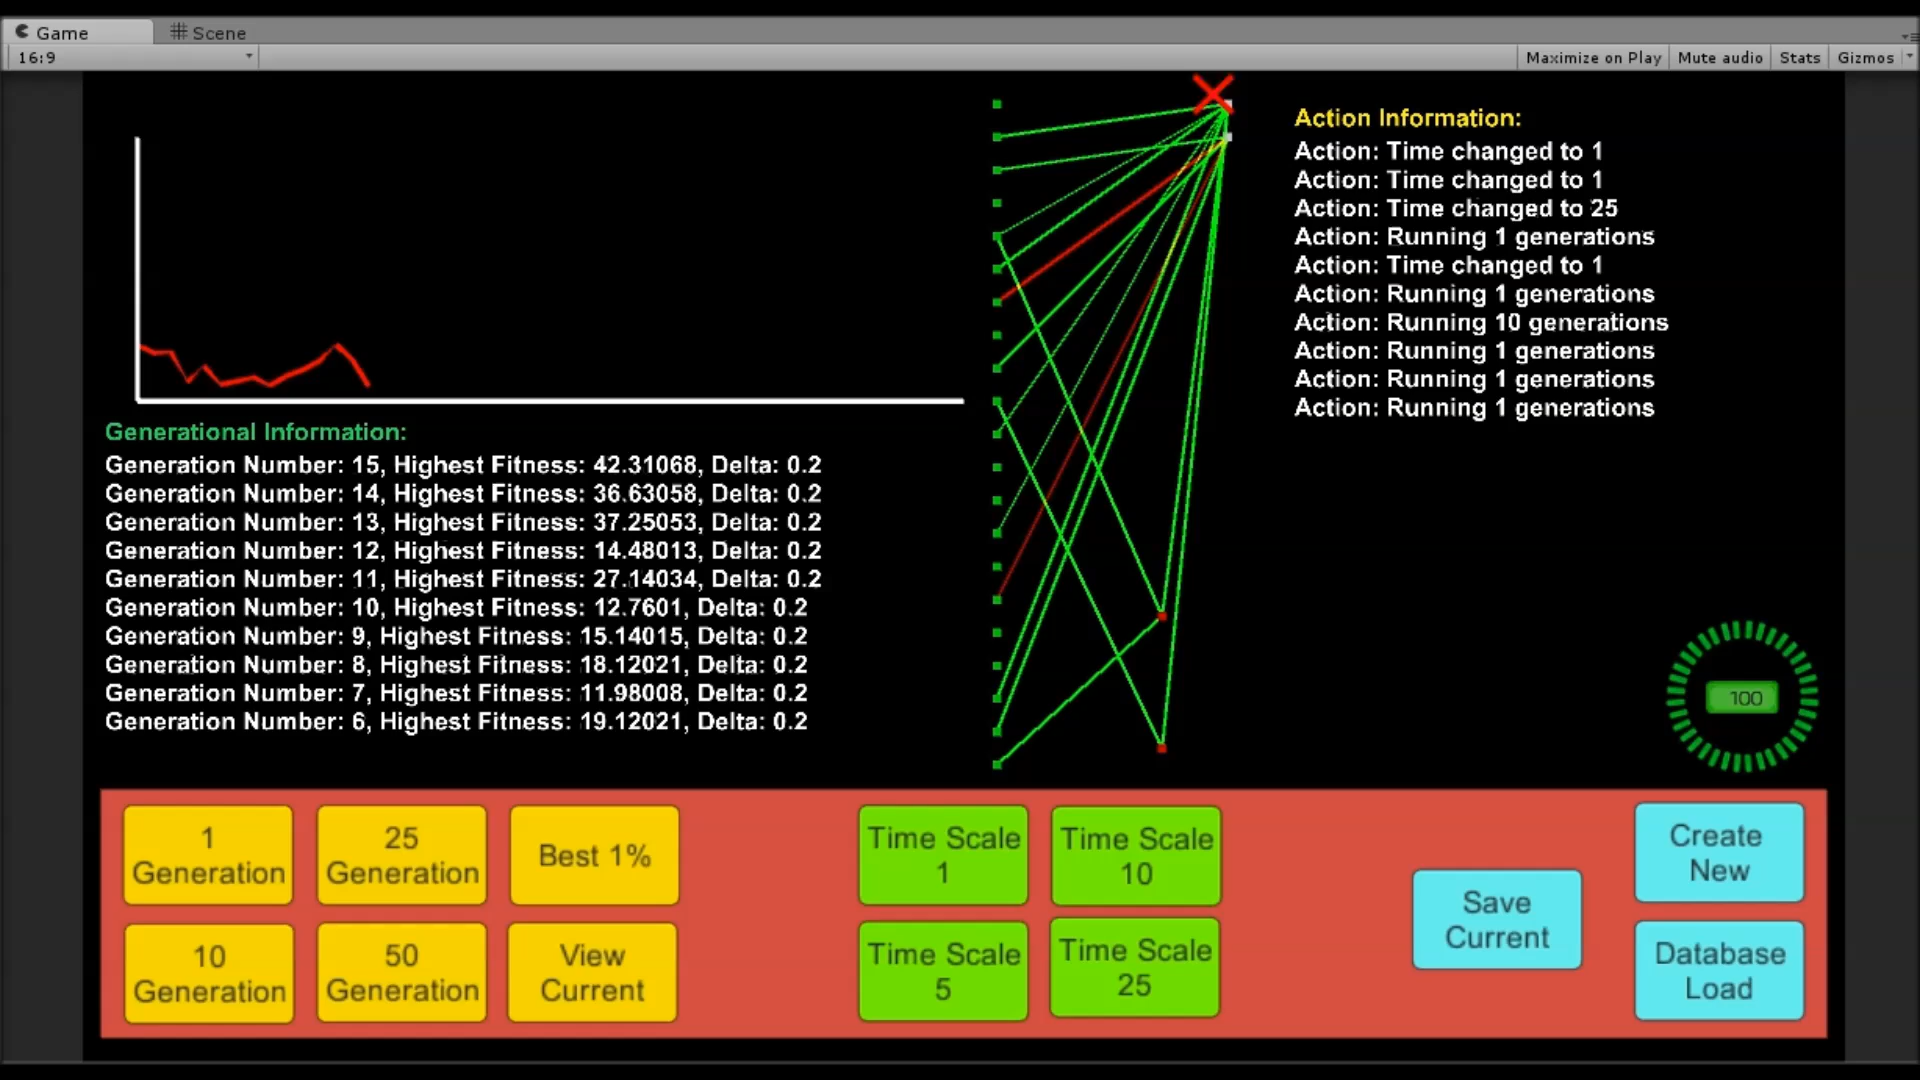 Game
Scene
16:9
Maximize on Play
Mute audio
Stats
Gizmos
Action Information:
Action: Time changed to 1
Action: Time changed to 1
Action: Time changed to 25
Action: Running 1 generations
Action: Time changed to 1
Action: Running 1 generations
Action: Running 10 generations
Action: Running 1 generations
Action: Running 1 generations
Action: Running 1 generations
Generational Information:
Generation Number: 15, Highest Fitness: 42.31068, Delta: 0.2
Generation Number: 14, Highest Fitness: 36.63058, Delta: 0.2
Generation Number: 13, Highest Fitness: 37.25053, Delta: 0.2
Generation Number: 12, Highest Fitness: 14.48013, Delta: 0.2
Generation Number: 11, Highest Fitness: 27.14034, Delta: 0.2
Generation Number: 10, Highest Fitness: 12.7601, Delta: 0.2
Generation Number: 9, Highest Fitness: 15.14015, Delta: 0.2
Generation Number: 8, Highest Fitness: 18.12021, Delta: 0.2
Generation Number: 7, Highest Fitness: 11.98008, Delta: 0.2
Generation Number: 6, Highest Fitness: 19.12021, Delta: 0.2
100
1
Generation
25
Generation
Best 1%
10
Generation
50
Generation
View
Current
Time Scale
1
Time Scale
10
Time Scale
5
Time Scale
25
Save
Current
Create
New
Database
Load